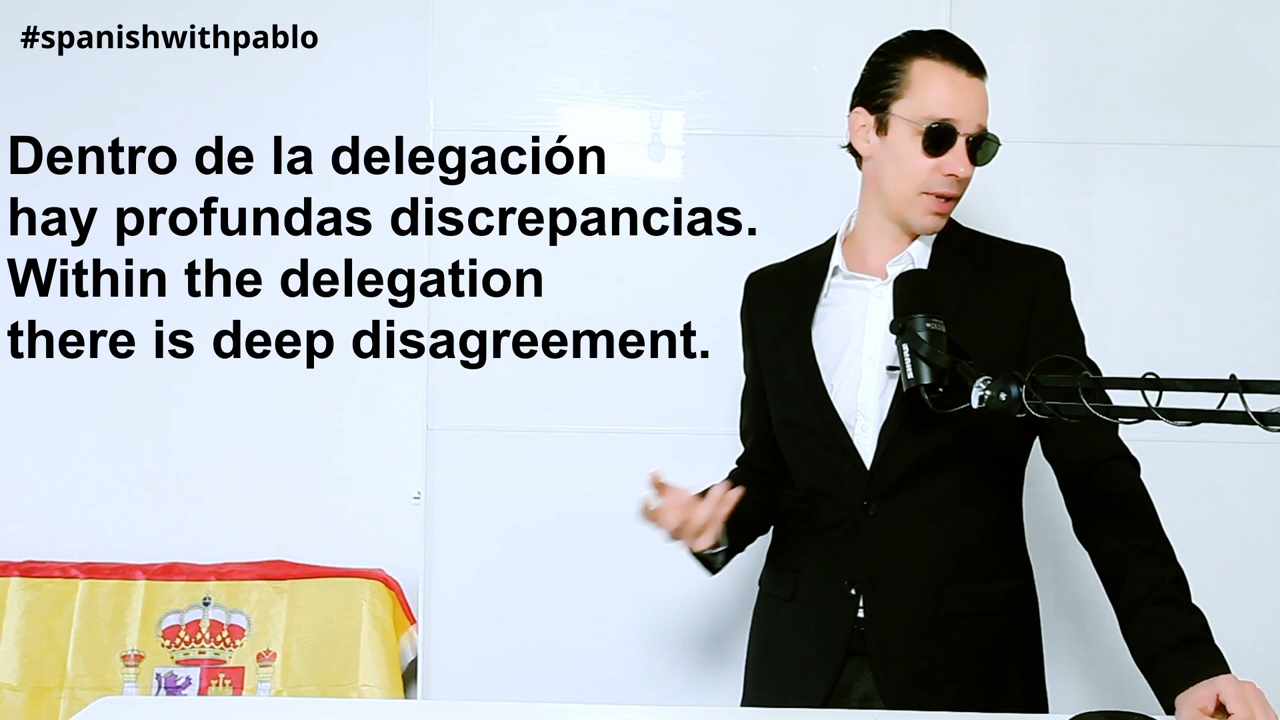 #spanishwithpablo
Dentro de la delegación
hay profundas discrepancias.
Within the delegation
there is deep disagreement.